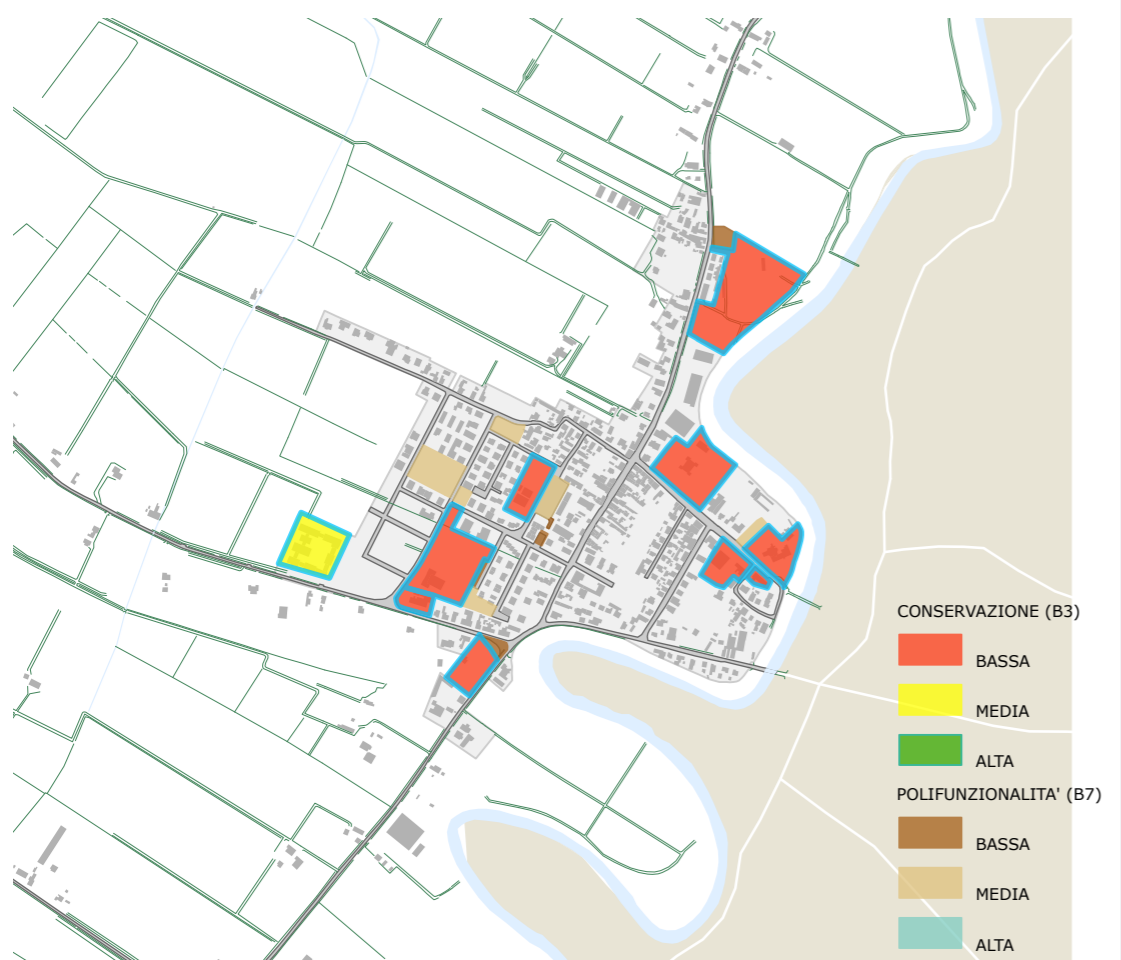 CONSERVAZIONE (B3)
BASSA
MEDIA
ALTA
POLIFUNZIONALITA' (B7)
BASSA
MEDIA
ALTA